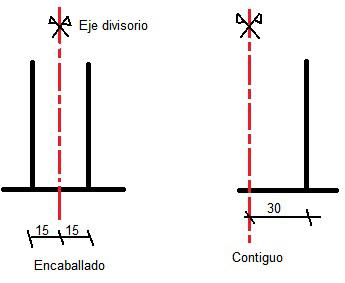 Eje divisorio
15 15
30
Encaballado
Contiguo